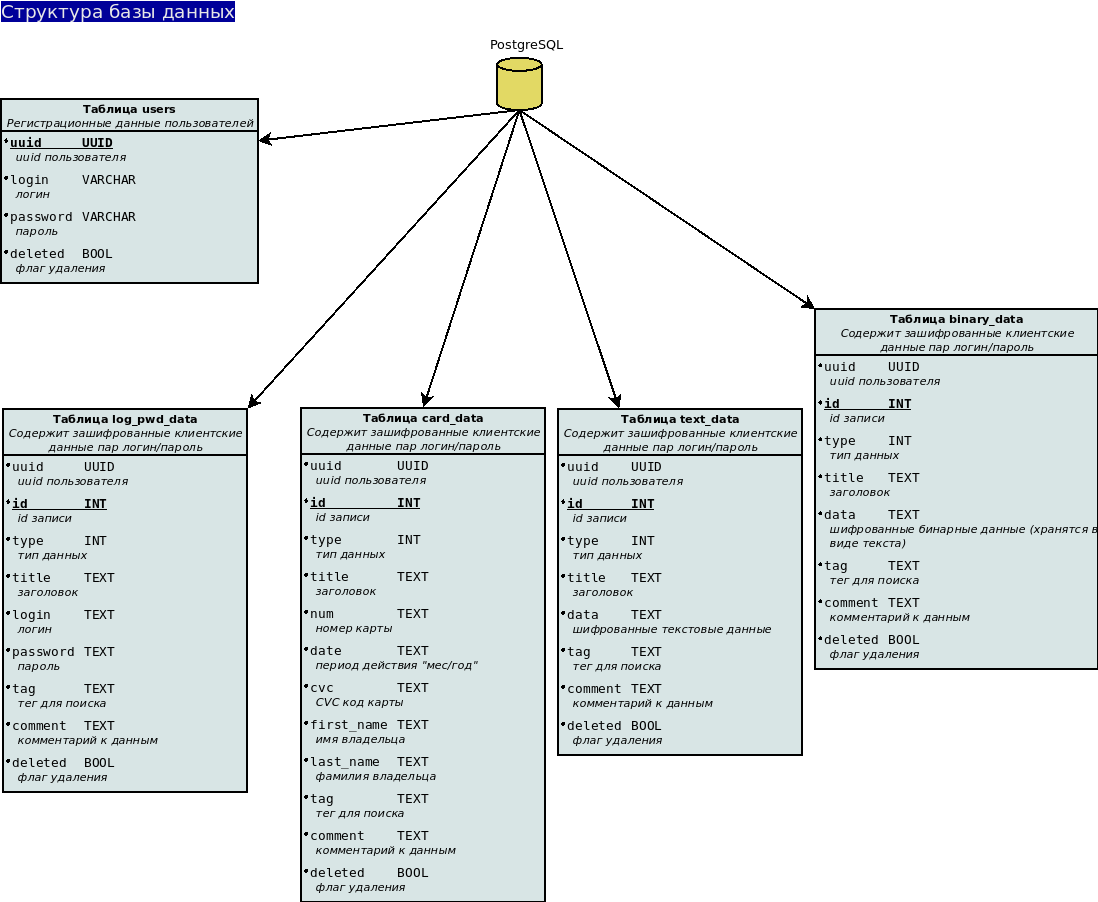 Структура базы данных
PostgreSQL
Таблица users
Регистрационные данные пользователей
uuid UUID
uuid пользователя
login VARCHAR
логин
password VARCHAR
пароль
deleted BOOL
флаг удаления
Таблица log_pwd_data
Содержит зашифрованные клиентские
данные пар логин/пароль
uuid UUID
uuid пользователя
id INT
id записи
type INT
тип данных
title TEXT
заголовок
login TEXT
логин
password TEXT
пароль
tag TEXT
тег для поиска
comment TEXT
комментарий к данным
deleted BOOL
флаг удаления
Таблица card_data
Содержит зашифрованные клиентские
данные пар логин/пароль
uuid UUID
uuid пользователя
id INT
id записи
type INT
тип данных
title TEXT
заголовок
num TEXT
номер карты
date TEXT
период действия "мес/год"
cvc TEXT
CVC код карты
first_name TEXT
имя владельца
last_name TEXT
фамилия владельца
tag TEXT
тег для поиска
comment TEXT
комментарий к данным
deleted BOOL
флаг удаления
Таблица text_data
Содержит зашифрованные клиентские
данные пар логин/пароль
uuid UUID
uuid пользователя
id INT
id записи
type INT
тип данных
title TEXT
заголовок
data TEXT
шифрованные текстовые данные
tag TEXT
тег для поиска
comment TEXT
комментарий к данным
deleted BOOL
флаг удаления
Таблица binary_data
Содержит зашифрованные клиентские
данные пар логин/пароль
uuid UUID
uuid пользователя
id INT
id записи
type INT
тип данных
title TEXT
заголовок
data TEXT
шифрованные бинарные данные (хранятся в
виде текста)
tag TEXT
тег для поиска
comment TEXT
комментарий к данным
deleted BOOL
флаг удаления